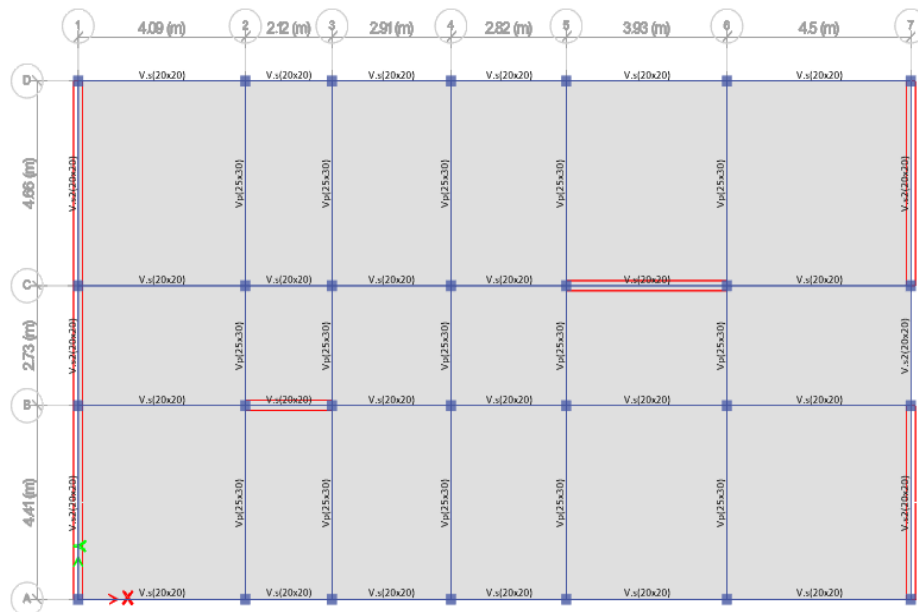 1 2 3 4 5 6 7
4.09 (m) 2.12 (m) 2.91 (m) 2.82 (m) 3.93 (m) 4.5 (m)
D
V.s(20x20) V.s(20x20) V.s(20x20) V.s(20x20) V.s(20x20) V.s(20x20)
4.66 (m)
V.s2(20x20) Vp(25x30) Vp(25x30) Vp(25x30) Vp(25x30) Vp(25x30) V.s2(20x20)
C
V.s(20x20) V.s(20x20) V.s(20x20) V.s(20x20) V.s(20x20) V.s(20x20)
2.73 (m)
V.s2(20x20) Vp(25x30) Vp(25x30) Vp(25x30) Vp(25x30) Vp(25x30) V.s2(20x20)
B
V.s(20x20) V.s(20x20) V.s(20x20) V.s(20x20) V.s(20x20) V.s(20x20)
4.41 (m)
V.s2(20x20) Vp(25x30) Vp(25x30) Vp(25x30) Vp(25x30) Vp(25x30) V.s2(20x20)
A
X
V.s(20x20) V.s(20x20) V.s(20x20) V.s(20x20) V.s(20x20) V.s(20x20)